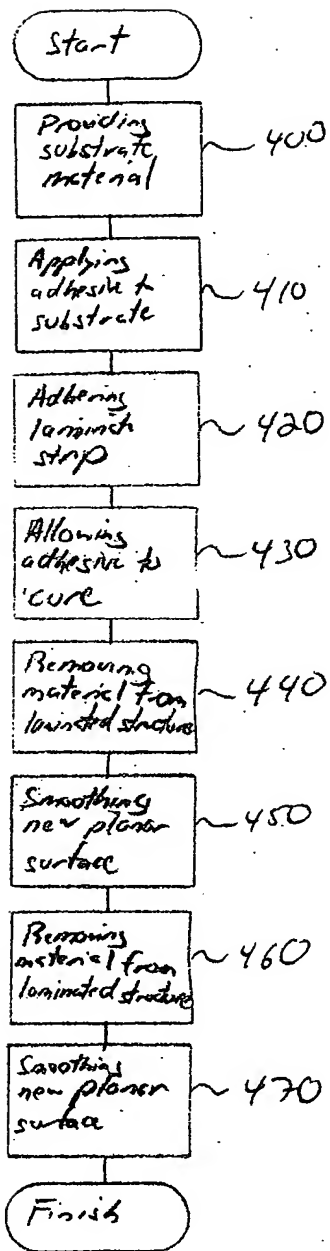 Start
Providing
substrate
material
400
Applying
adhesive to
substrate
410
Adhering
laminate
strip
420
Allowing
adhesive to
cure
430
Removing
material from
laminated structure
440
Smoothing
new planar
surface
450
Removing
material from
laminated structure
460
Smoothing
new planar
surface
470
Finish